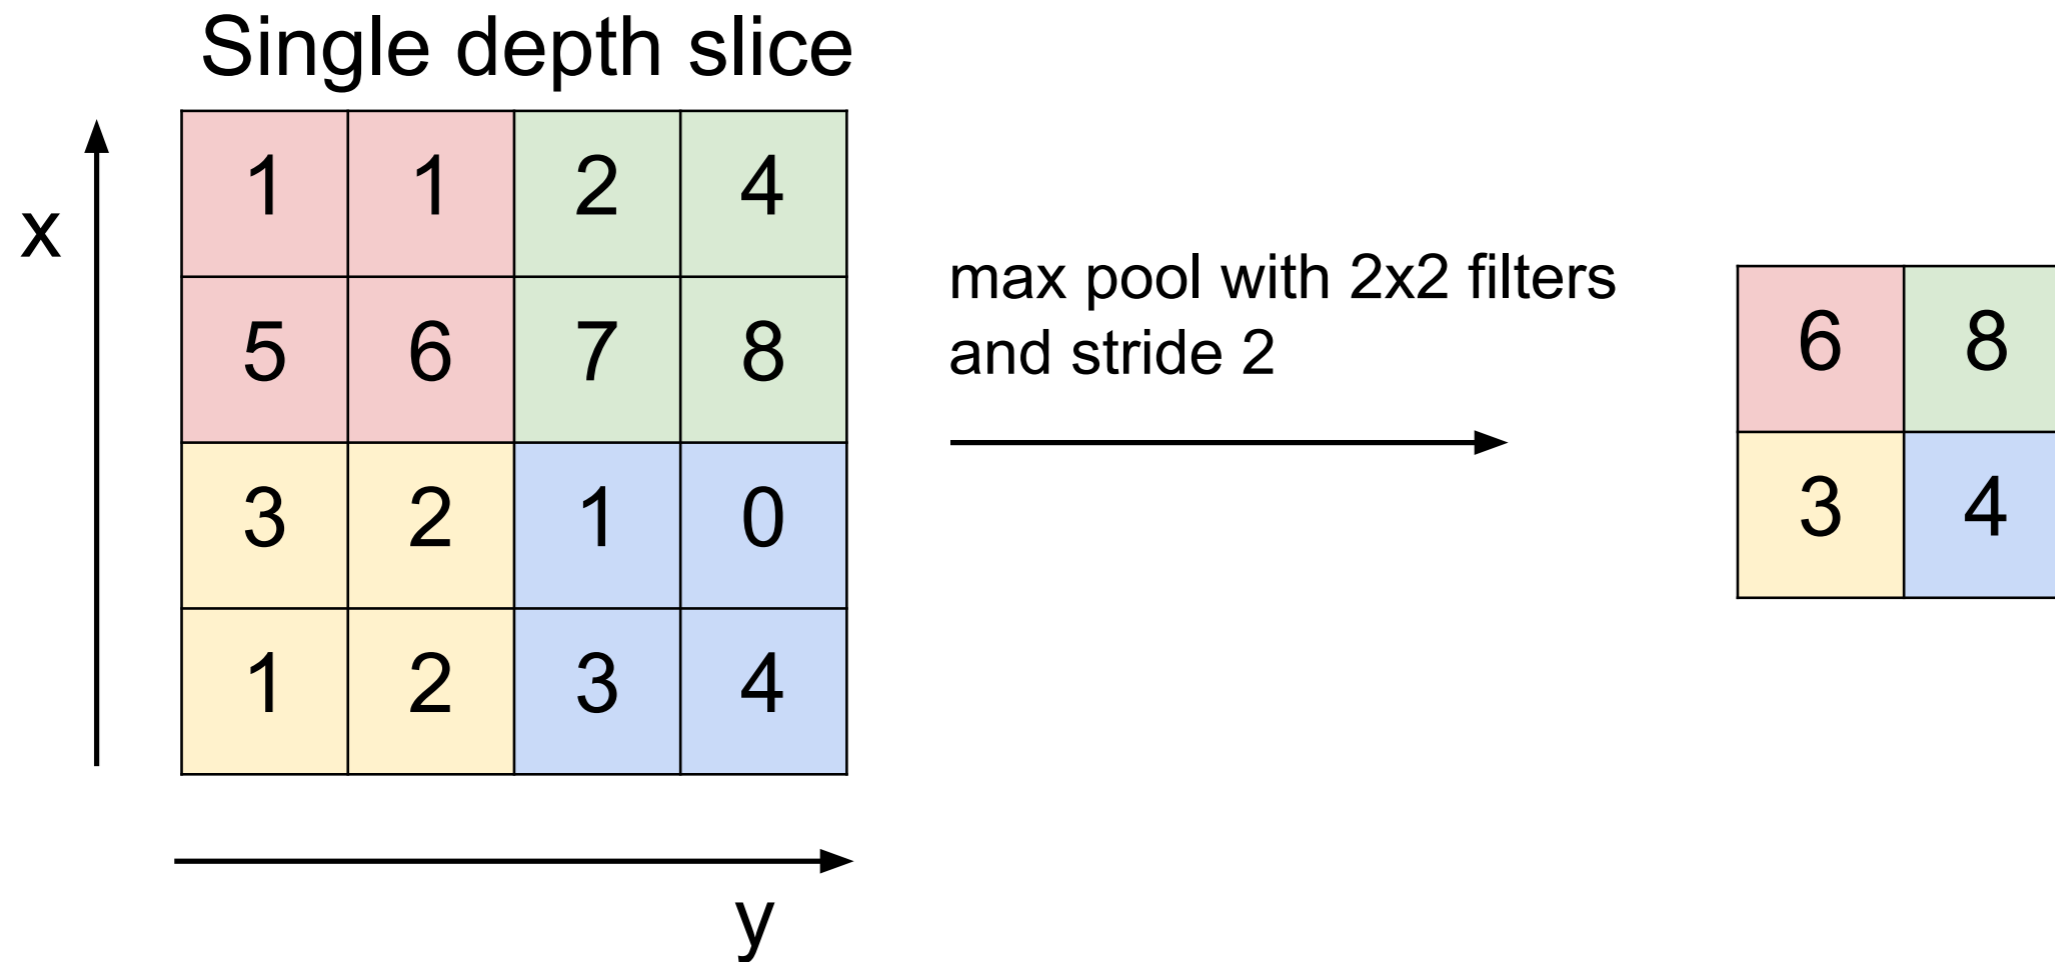 Single depth slice
x
1 1 2 4
5 6 7 8
3 2 1 0
1 2 3 4
y
max pool with 2x2 filters
and stride 2
6 8
3 4